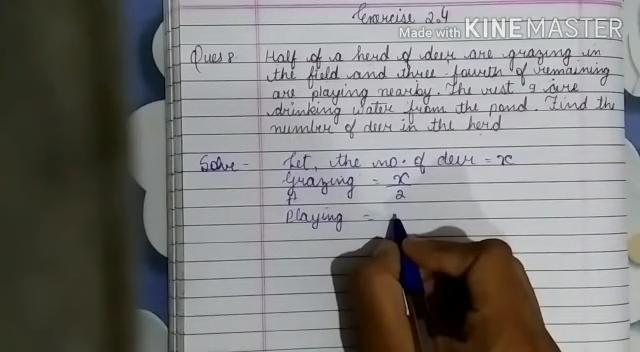 Exercise 2.4
Made with KINEMASTER
Ques 8 Half of a herd of deer are grazing in
the field and three fourth of remaining
are playing nearby. The rest 9 are
drinking water from the pond. Find the
number of deer in the herd
Solve - Let, the no. of deer = x
Grazing = x/2
P
Playing =